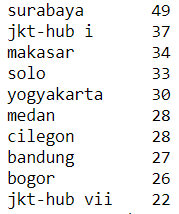 surabaya 49
jkt-hub i 37
makasar 34
solo 33
yogyakarta 30
medan 28
cilegon 28
bandung 27
bogor 26
jkt-hub vii 22